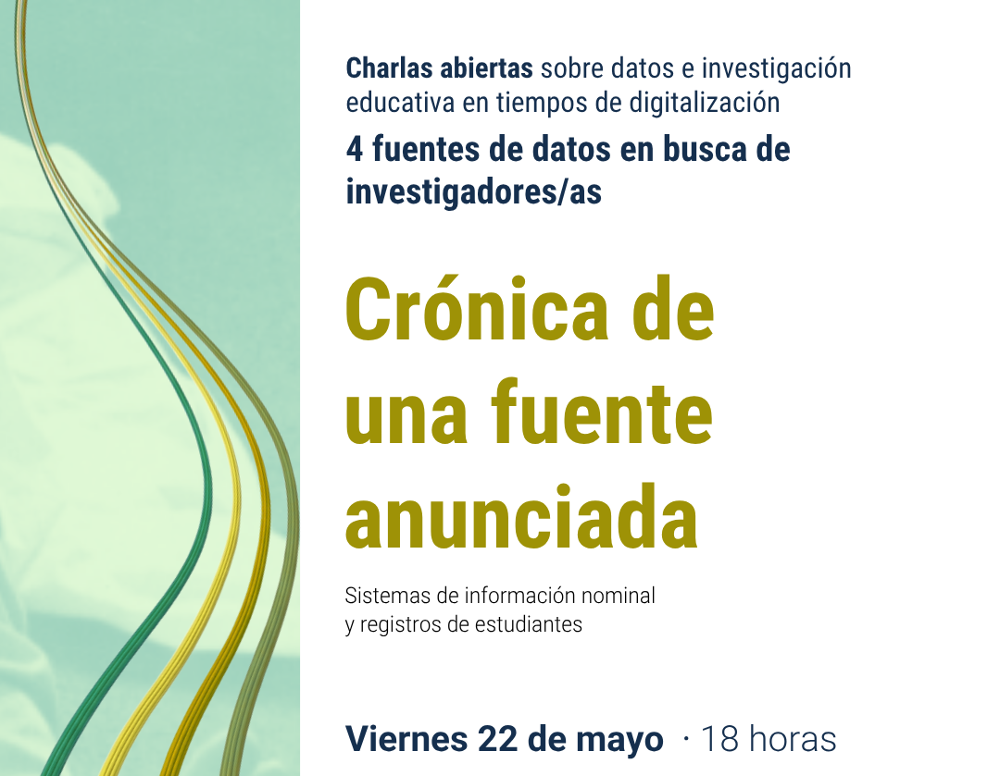 Charlas abiertas sobre datos e investigación
educativa en tiempos de digitalización
4 fuentes de datos en busca de
investigadores/as
Crónica de
una fuente
anunciada
Sistemas de información nominal
y registros de estudiantes
Viernes 22 de mayo · 18 horas